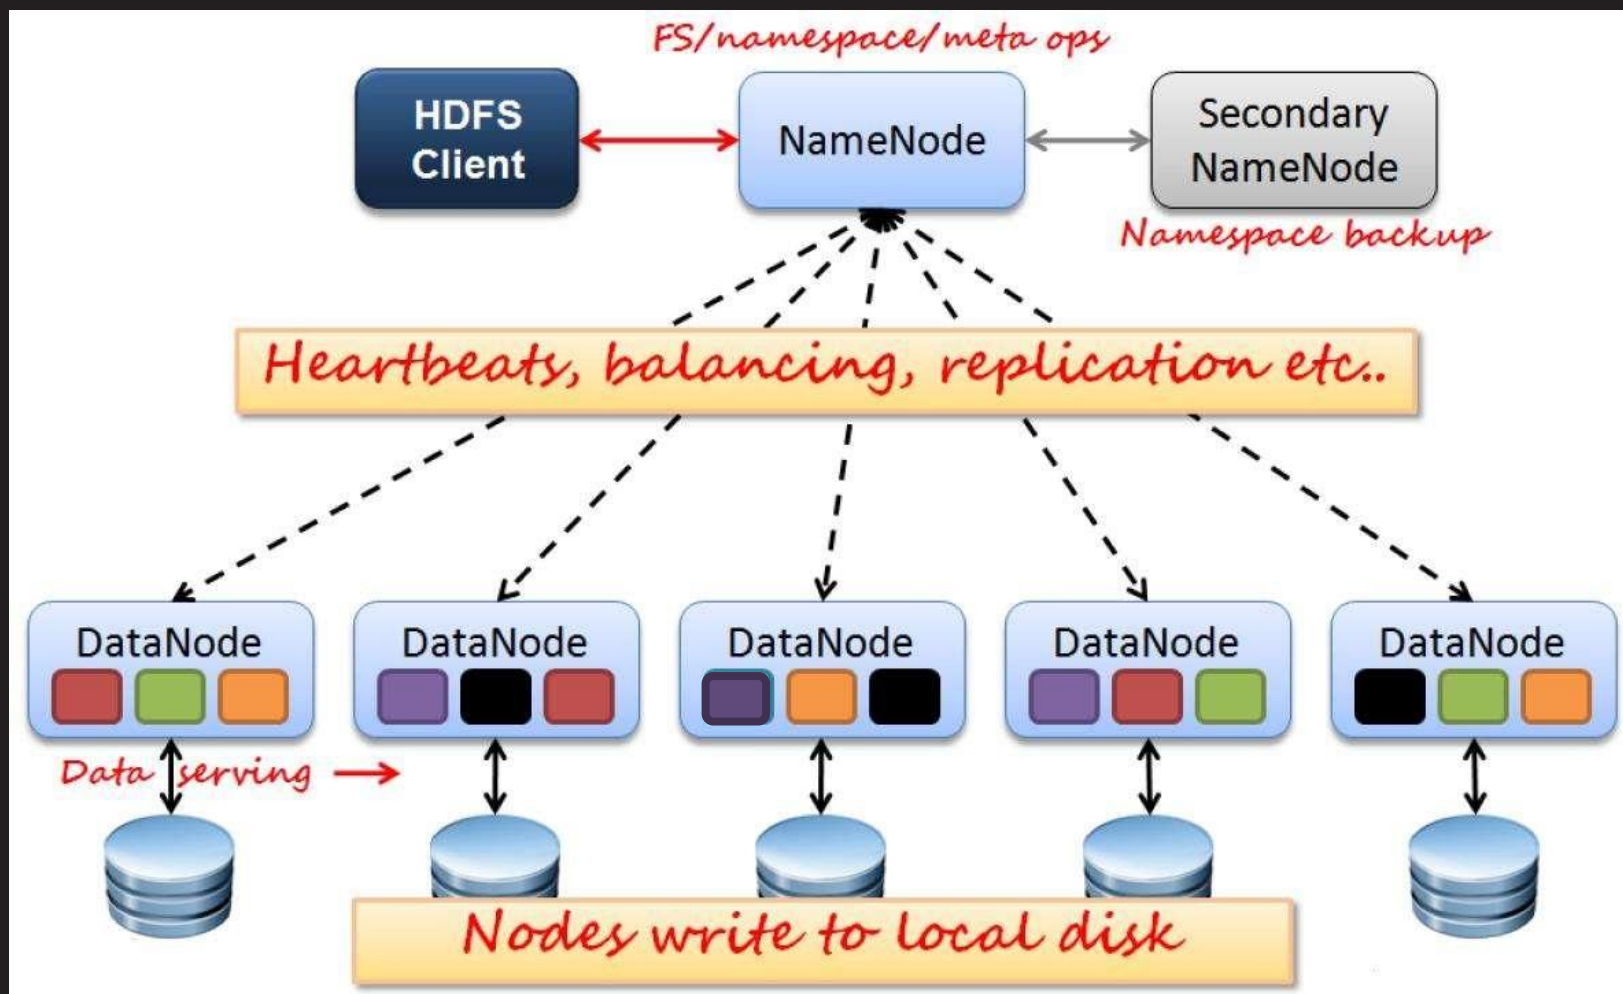 FS/namespace/meta ops
HDFS
Client
NameNode
Secondary
NameNode
Namespace backup
Heartbeats, balancing, replication etc..
DataNode
DataNode
DataNode
DataNode
DataNode
Data serving
Nodes write to local disk